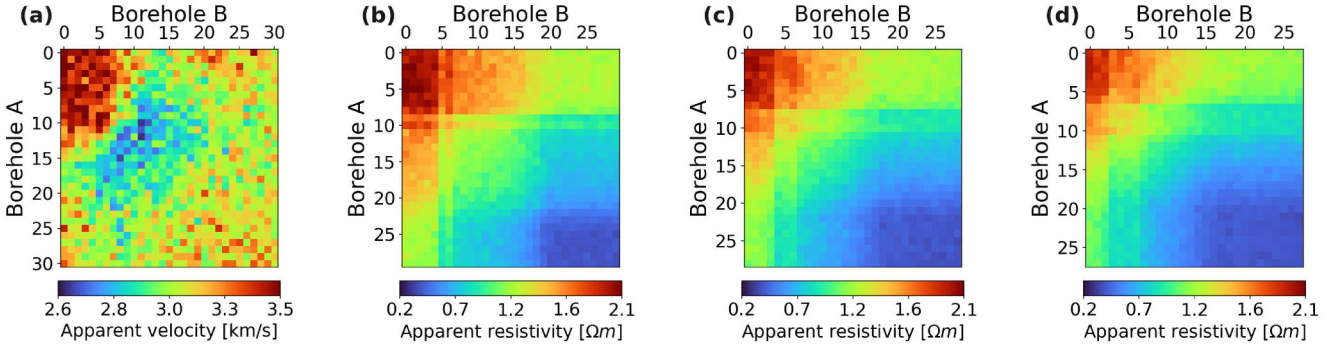 (a)
Borehole B
0 5 10 15 20 25 30
Borehole A
0
5
10
15
20
25
30
2.6 2.8 3.0 3.3 3.5
Apparent velocity [km/s]
(b)
Borehole B
0 5 10 15 20 25
Borehole A
0
5
10
15
20
25
0.2 0.7 1.2 1.6 2.1
Apparent resistivity [Ωm]
(c)
Borehole B
0 5 10 15 20 25
Borehole A
0
5
10
15
20
25
0.2 0.7 1.2 1.6 2.1
Apparent resistivity [Ωm]
(d)
Borehole B
0 5 10 15 20 25
Borehole A
0
5
10
15
20
25
0.2 0.7 1.2 1.6 2.1
Apparent resistivity [Ωm]